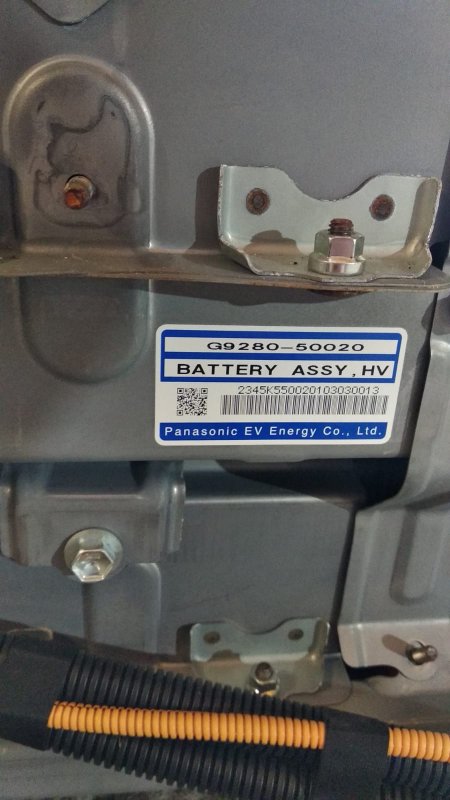 G9280-50020
BATTERY ASSY,HV
2345K550020103030013
Panasonic EV Energy Co., Ltd.